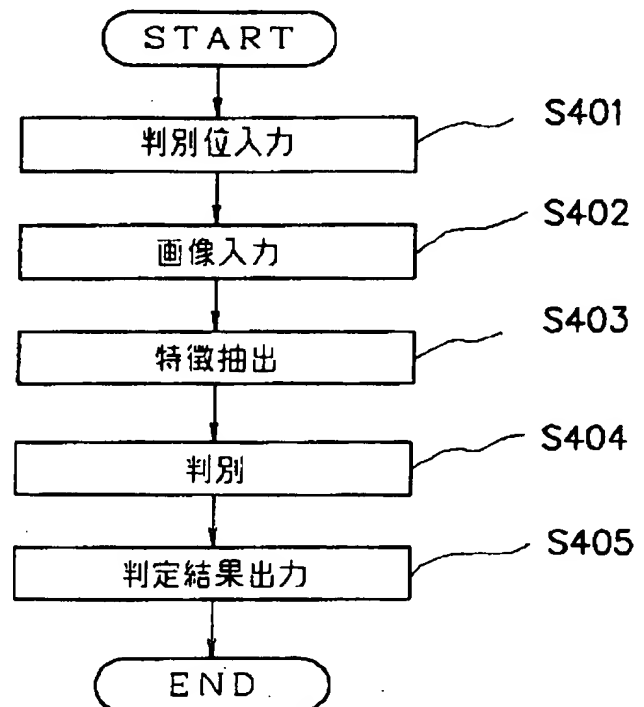 START
判別位入力
S401
画像入力
S402
特徴抽出
S403
判別
S404
判定結果出力
S405
END